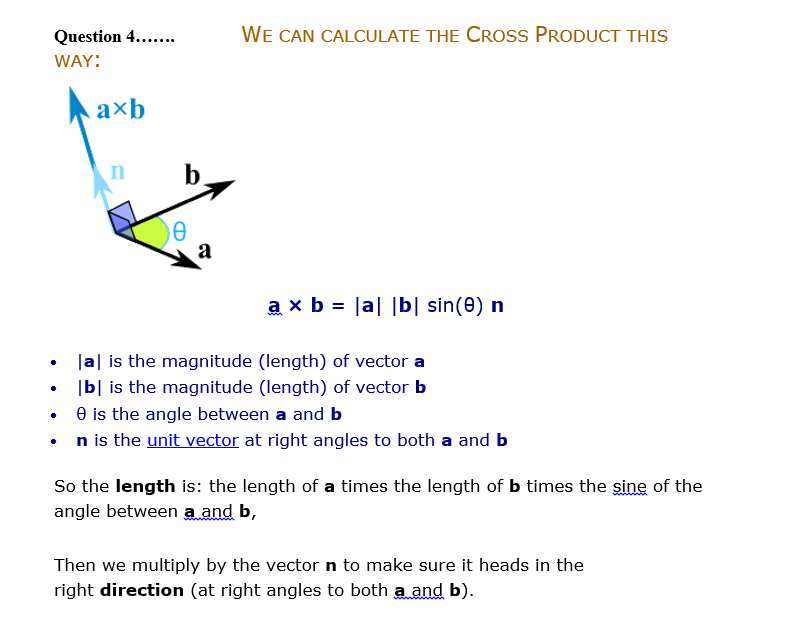 Question 4....... WE CAN CALCULATE THE CROSS PRODUCT THIS
WAY:
a×b
n
b
θ
a
a × b = |a| |b| sin(θ) n
• |a| is the magnitude (length) of vector a
• |b| is the magnitude (length) of vector b
• θ is the angle between a and b
• n is the unit vector at right angles to both a and b
So the length is: the length of a times the length of b times the sine of the
angle between a and b,
Then we multiply by the vector n to make sure it heads in the
right direction (at right angles to both a and b).